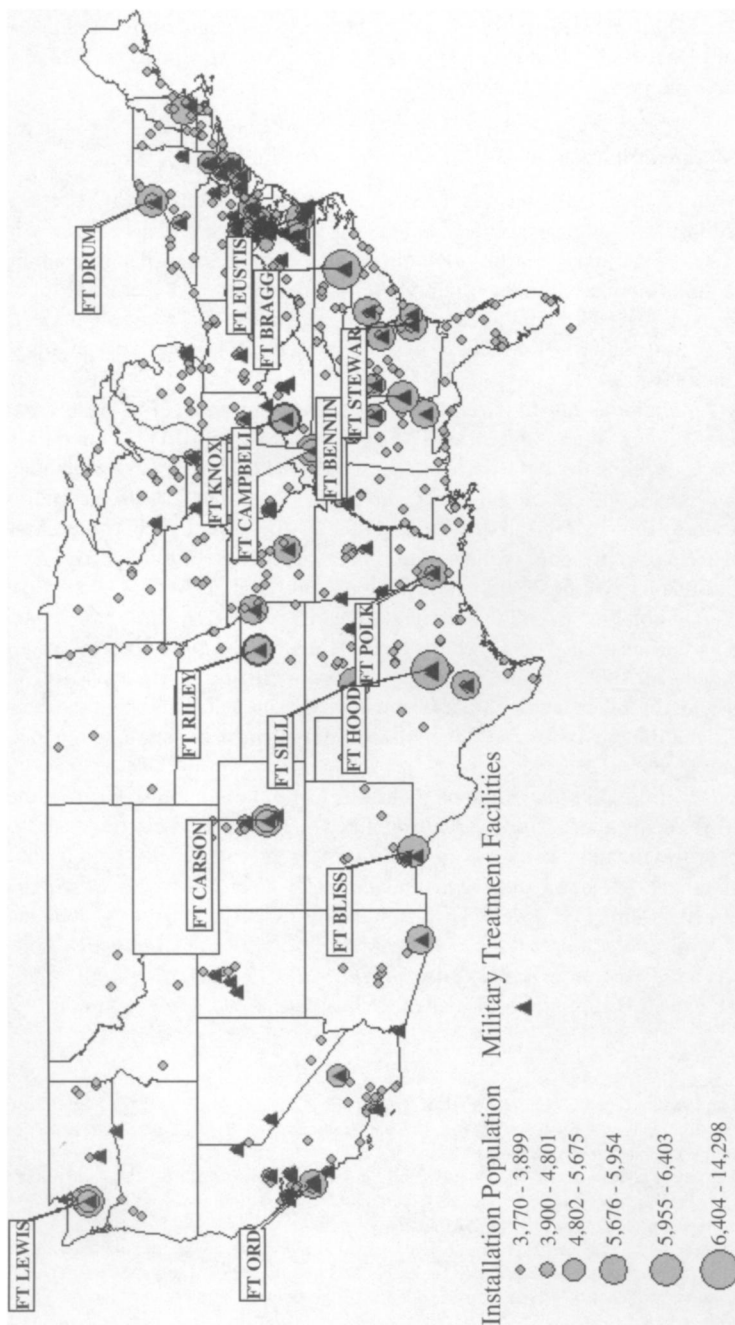 FT LEWIS
FT ORD
FT CARSON
FT BLISS
FT RILEY
FT SILL
FT HOOD
FT POLK
FT KNOX
FT CAMPBELL
FT BENNIN
FT STEWAR
FT EUSTIS
FT BRAGG
FT DRUM
Installation Population
3,770 - 3,899
3,900 - 4,801
4,802 - 5,675
5,676 - 5,954
5,955 - 6,403
6,404 - 14,298
Military Treatment Facilities